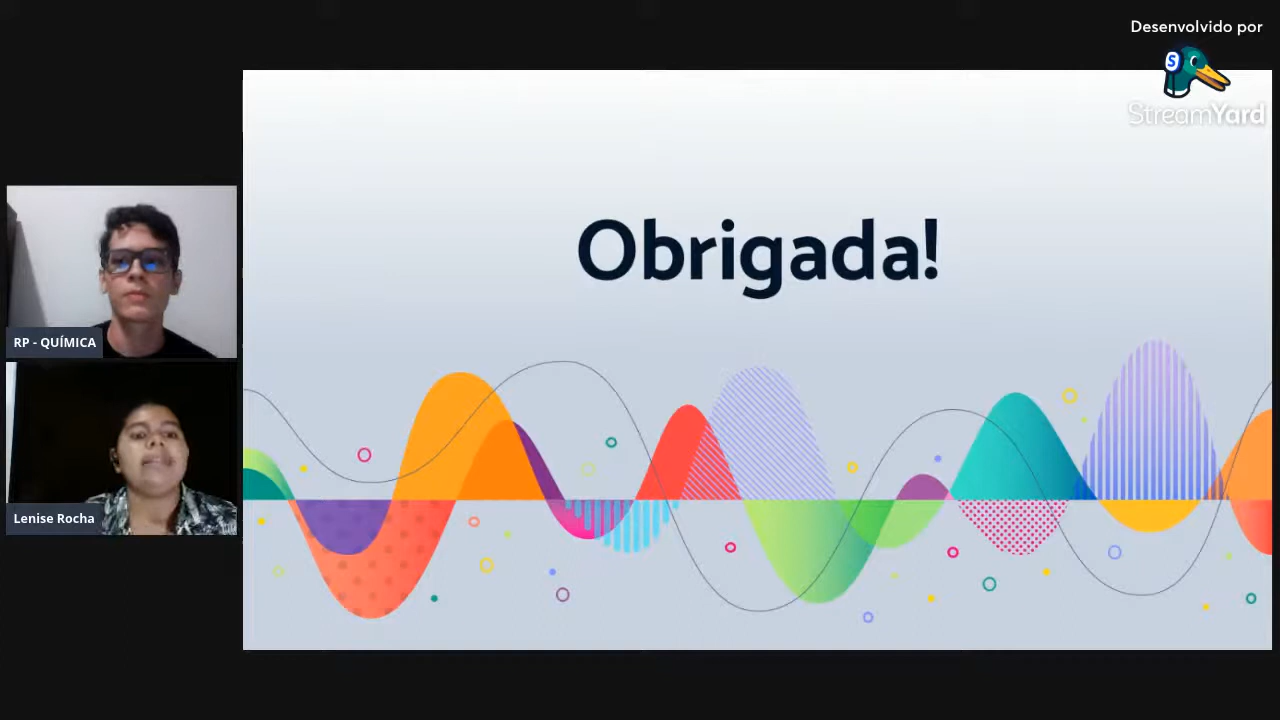 Desenvolvido por
StreamYard
Obrigada!
RP - QUÍMICA
Lenise Rocha